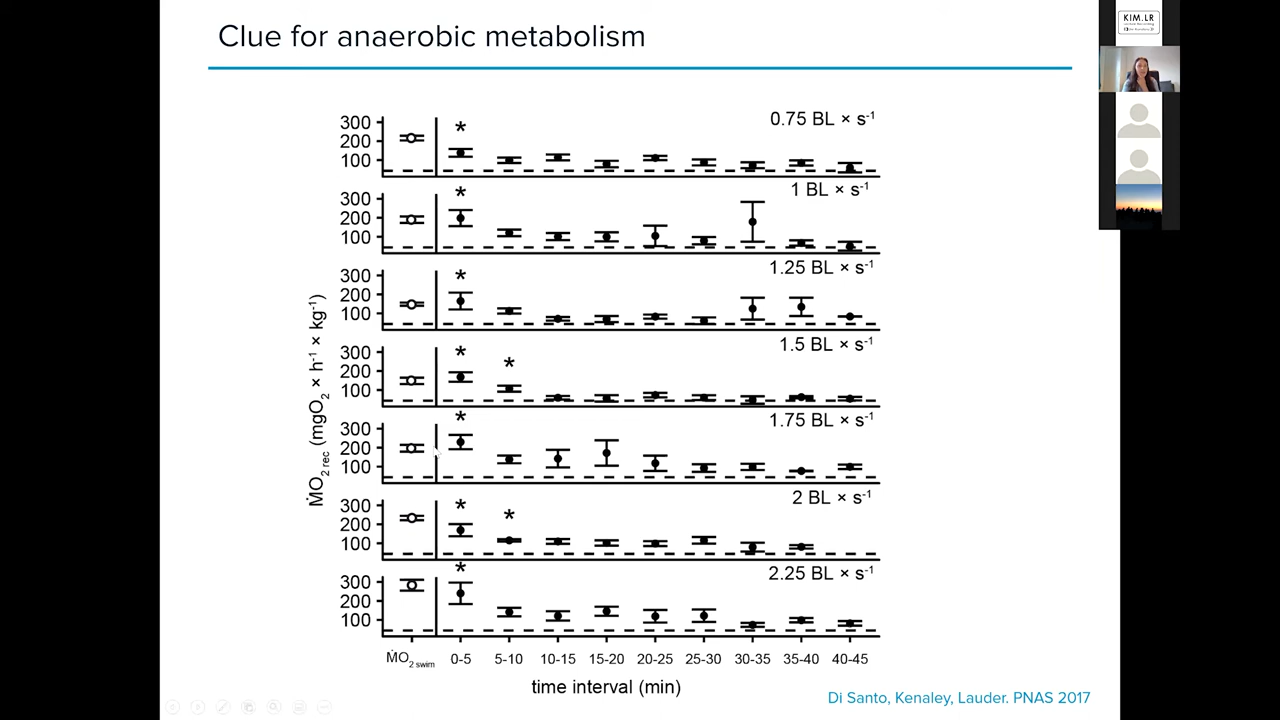 Clue for anaerobic metabolism
KIM.LR
ṀO2 rec (mgO2 × h-1 × kg-1)
0.75 BL × s-1
300
200
100
*
1 BL × s-1
300
200
100
*
1.25 BL × s-1
300
200
100
*
1.5 BL × s-1
300
200
100
* *
1.75 BL × s-1
300
200
100
*
2 BL × s-1
300
200
100
* *
2.25 BL × s-1
300
200
100
*
ṀO2 swim 0-5 5-10 10-15 15-20 20-25 25-30 30-35 35-40 40-45
time interval (min)
Di Santo, Kenaley, Lauder. PNAS 2017